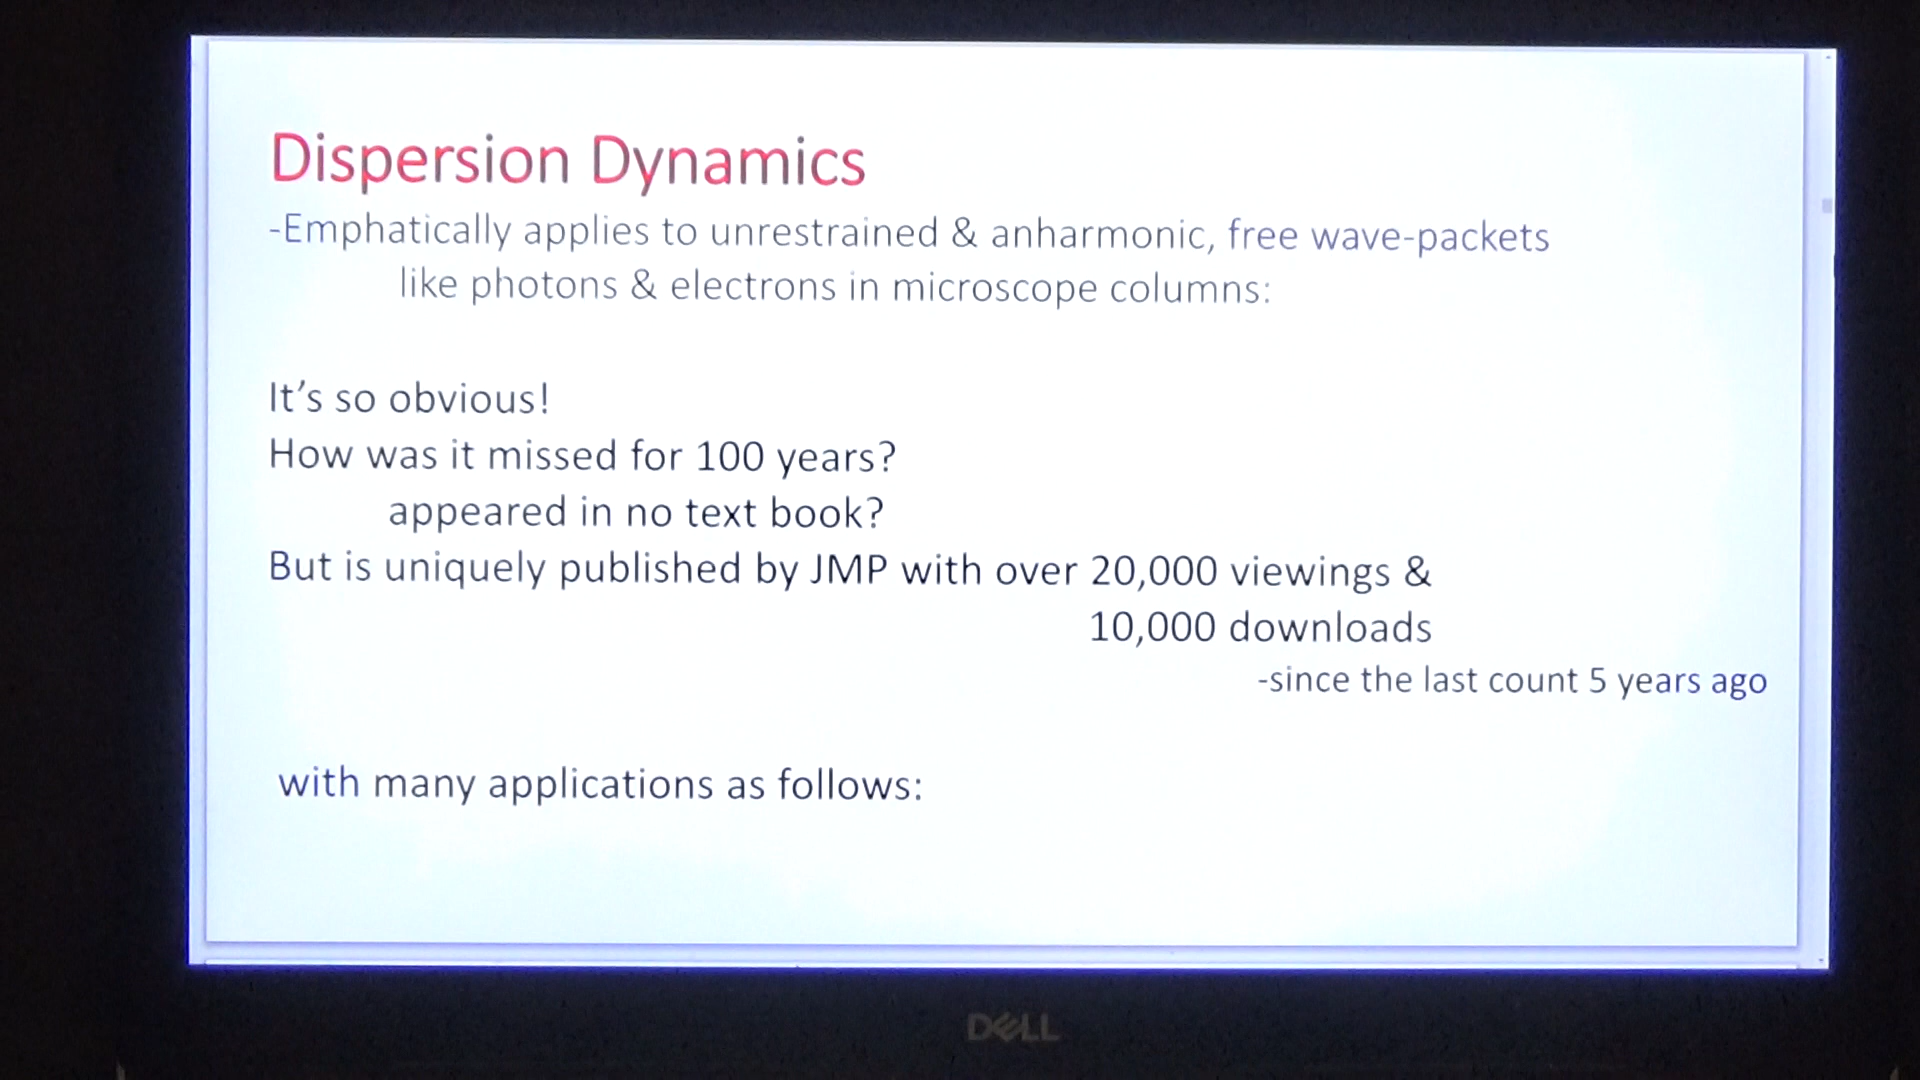 Dispersion Dynamics
-Emphatically applies to unrestrained & anharmonic, free wave-packets
like photons & electrons in microscope columns:
It's so obvious!
How was it missed for 100 years?
appeared in no text book?
But is uniquely published by JMP with over 20,000 viewings &
10,000 downloads
-since the last count 5 years ago
with many applications as follows:
DELL